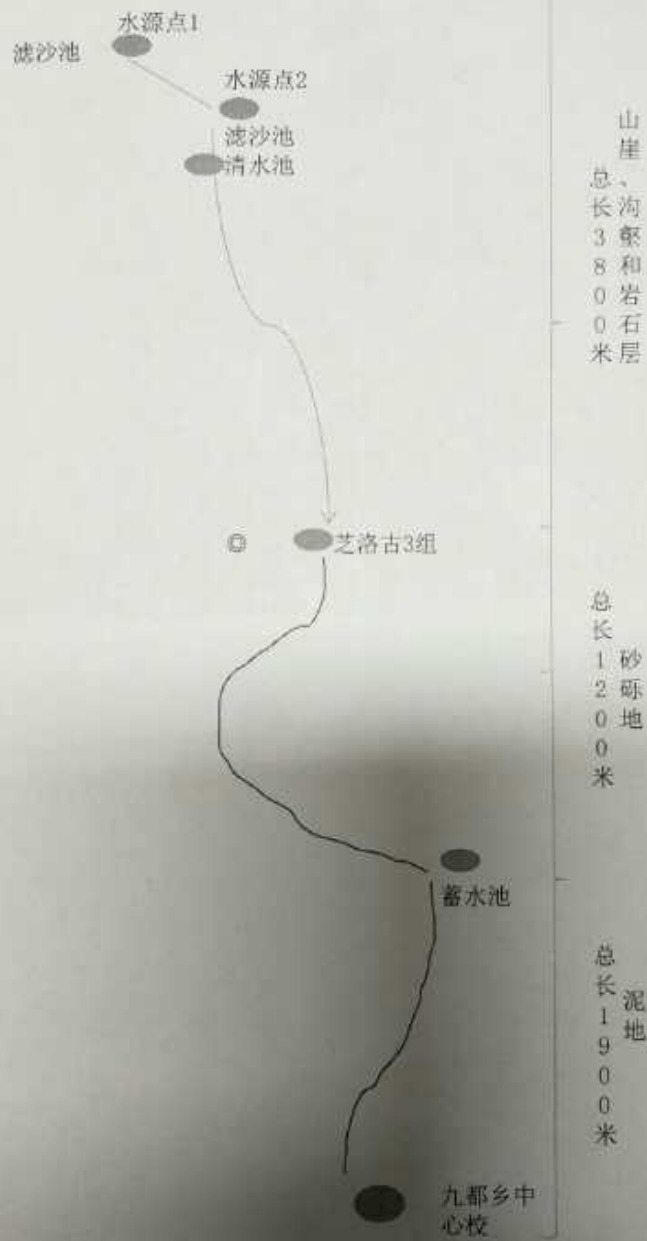 水源点1
滤沙池
水源点2
滤沙池
清水池
山崖、沟壑和岩石层
总长3800米
◎
芝洛古3组
砂砾地
总长1200米
蓄水池
泥地
总长1900米
九都乡中
心校